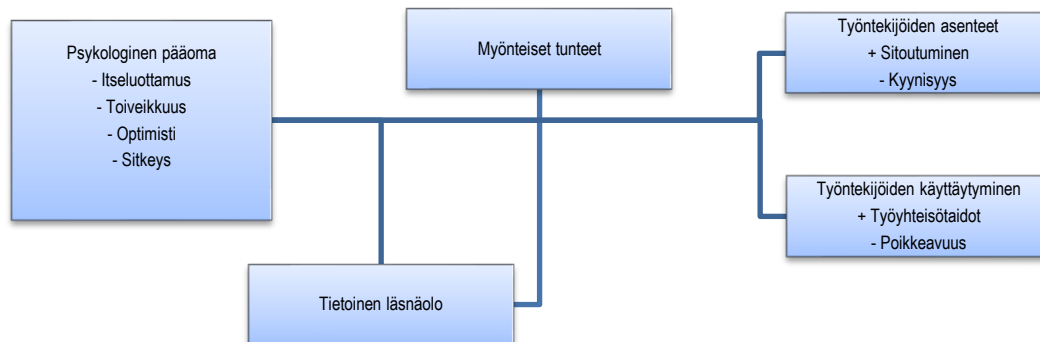 Psykologinen pääoma
- Itseluottamus
- Toiveikkuus
- Optimisti
- Sitkeys
Myönteiset tunteet
Työntekijöiden asenteet
+ Sitoutuminen
- Kyynisyys
Työntekijöiden käyttäytyminen
+ Työyhteisötaidot
- Poikkeavuus
Tietoinen läsnäolo